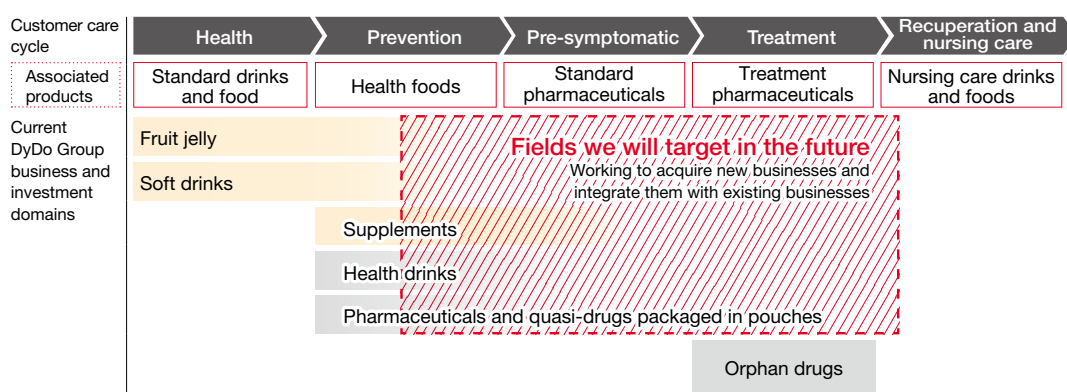 Customer care
cycle
Health
Prevention
Pre-symptomatic
Treatment
Recuperation and
nursing care
Associated
products
Standard drinks
and food
Health foods
Standard
pharmaceuticals
Treatment
pharmaceuticals
Nursing care drinks
and foods
Current
DyDo Group
business and
investment
domains
Fruit jelly
Soft drinks
Fields we will target in the future
Working to acquire new businesses and
integrate them with existing businesses
Supplements
Health drinks
Pharmaceuticals and quasi-drugs packaged in pouches
Orphan drugs